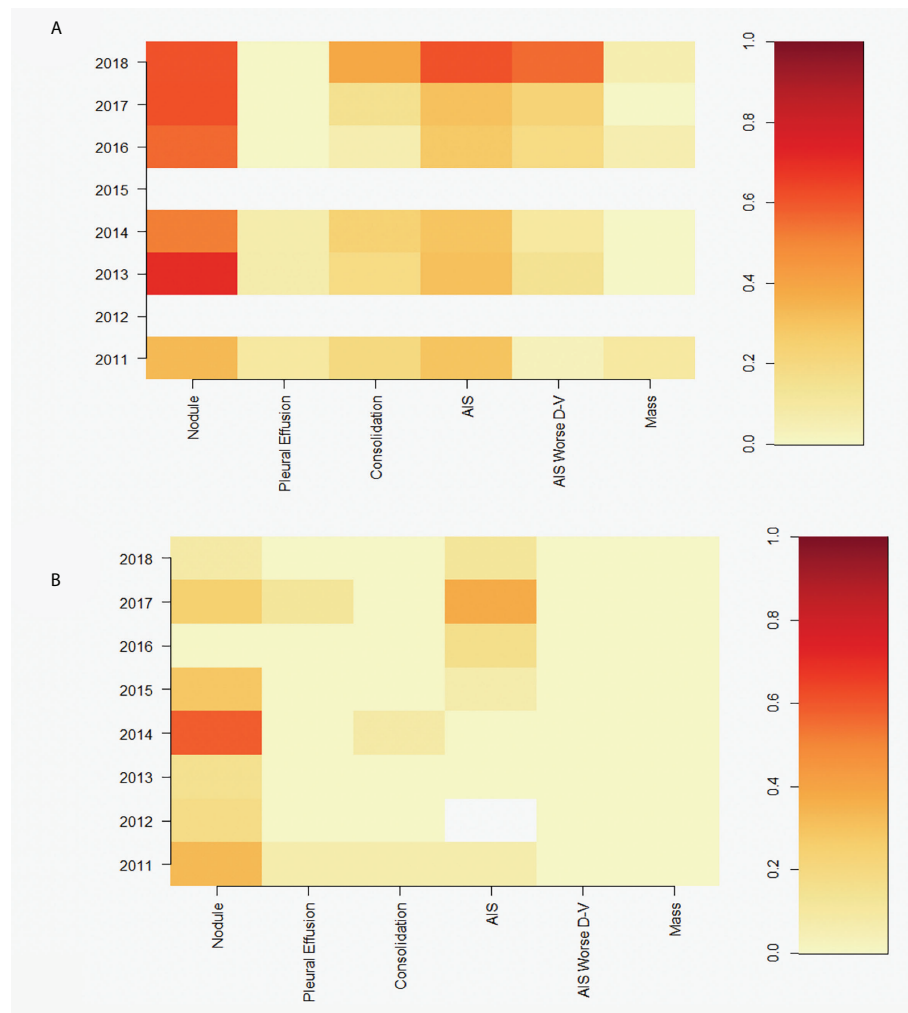 A
2018
2017
2016
2015
2014
2013
2012
2011
Nodule
Pleural Effusion
Consolidation
AIS
AIS Worse D-V
Mass
1.0
0.8
0.6
0.4
0.2
0.0
B
2018
2017
2016
2015
2014
2013
2012
2011
Nodule
Pleural Effusion
Consolidation
AIS
AIS Worse D-V
Mass
1.0
0.8
0.6
0.4
0.2
0.0